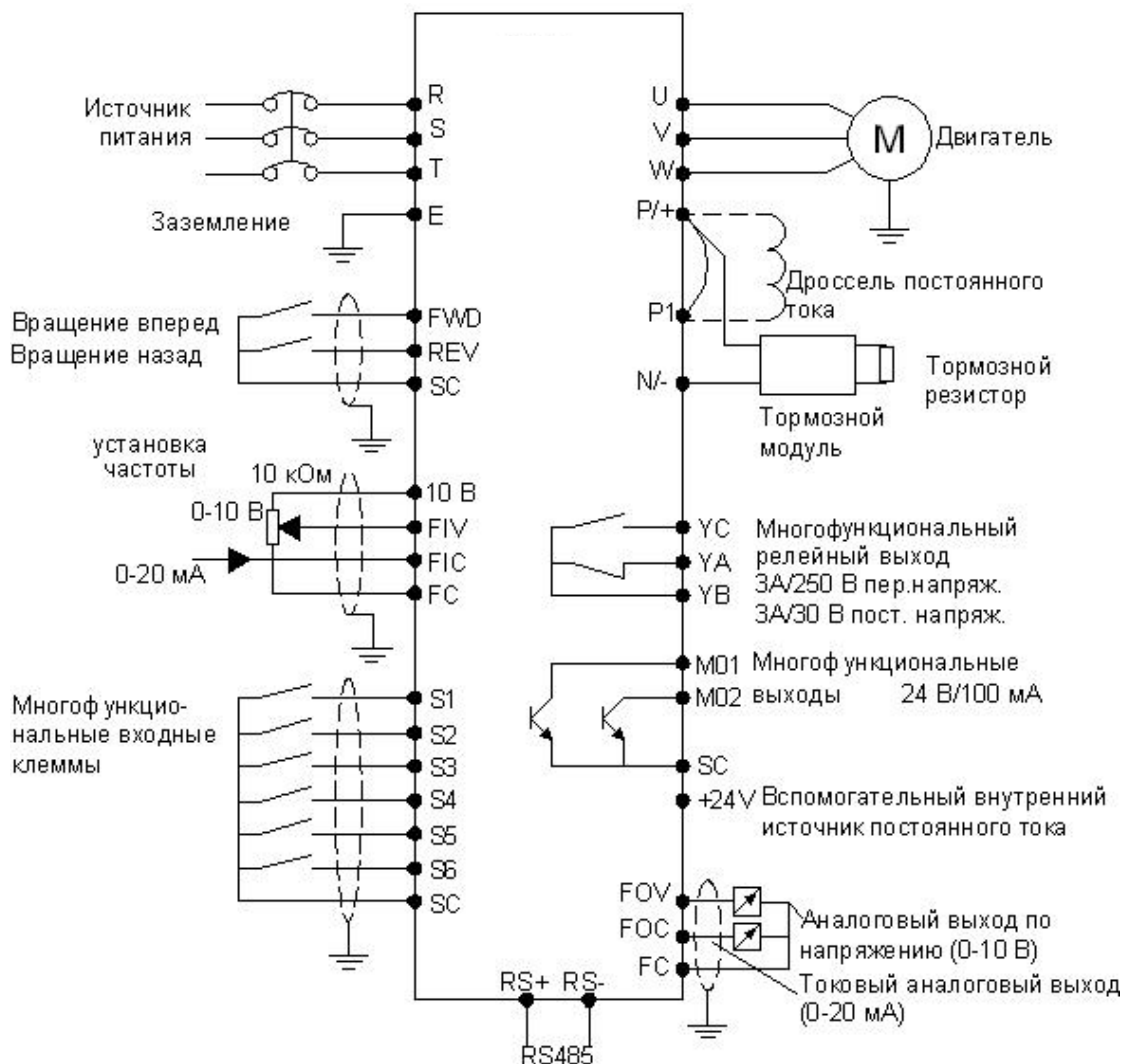 Источник
питания
R
S
T
Заземление
E
Вращение вперед
Вращение назад
FWD
REV
SC
установка
частоты
10 кОм
0-10 В
0-20 мА
10 В
FIV
FIC
FC
Многофункцио-
нальные входные
клеммы
S1
S2
S3
S4
S5
S6
SC
U
V
W
M
Двигатель
P/+
Дроссель постоянного
тока
P1
N/-
Тормозной
резистор
Тормозной
модуль
YC
YA
YB
Многофункциональный
релейный выход
3А/250 В пер.напряж.
3А/30 В пост. напряж.
M01
M02
Многофункциональные
выходы 24 В/100 мА
SC
+24V
Вспомогательный внутренний
источник постоянного тока
FOV
FOC
FC
Аналоговый выход по
напряжению (0-10 В)
Токовый аналоговый выход
(0-20 мА)
RS+ RS-
RS485